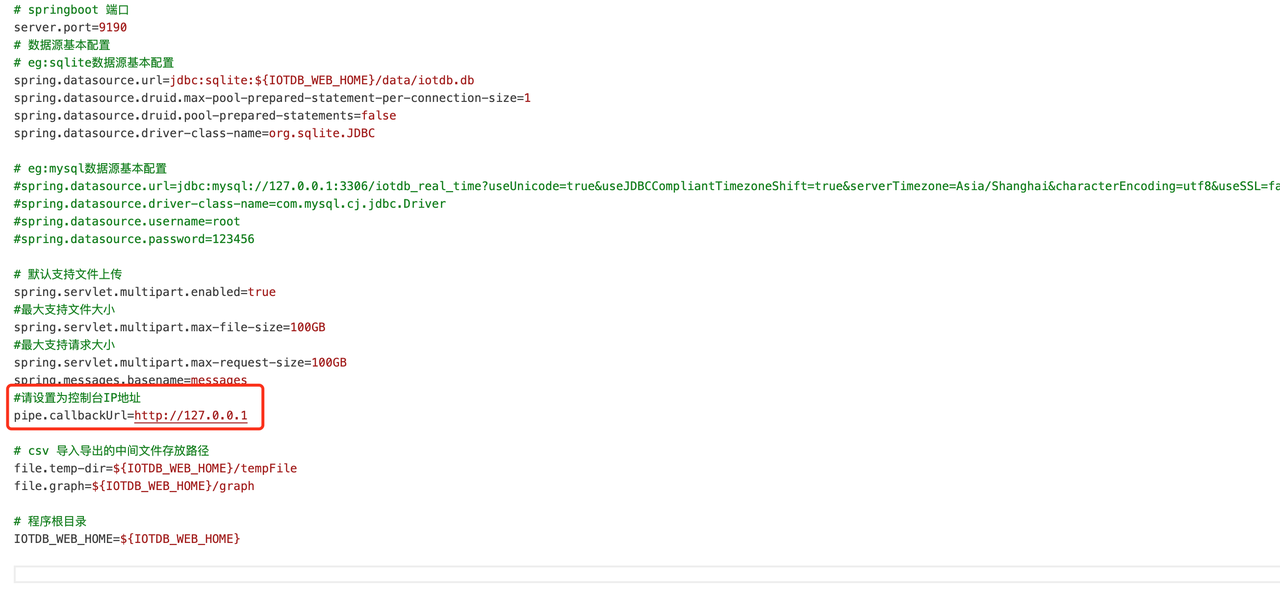 # springboot 端口
server.port=9190
# 数据源基本配置
# eg:sqlite数据源基本配置
spring.datasource.url=jdbc:sqlite:${IOTDB_WEB_HOME}/data/iotdb.db
spring.datasource.druid.max-pool-prepared-statement-per-connection-size=1
spring.datasource.druid.pool-prepared-statements=false
spring.datasource.driver-class-name=org.sqlite.JDBC
# eg:mysql数据源基本配置
#spring.datasource.url=jdbc:mysql://127.0.0.1:3306/iotdb_real_time?useUnicode=true&useJDBCCompliantTimezoneShift=true&serverTimezone=Asia/Shanghai&characterEncoding=utf8&useSSL=fa
#spring.datasource.driver-class-name=com.mysql.cj.jdbc.Driver
#spring.datasource.username=root
#spring.datasource.password=123456
# 默认支持文件上传
spring.servlet.multipart.enabled=true
#最大支持文件大小
spring.servlet.multipart.max-file-size=100GB
#最大支持请求大小
spring.servlet.multipart.max-request-size=100GB
spring.messages.basename=messages
#请设置为控制台IP地址
pipe.callbackUrl=http://127.0.0.1
# csv 导入导出的中间文件存放路径
file.temp-dir=${IOTDB_WEB_HOME}/tempFile
file.graph=${IOTDB_WEB_HOME}/graph
# 程序根目录
IOTDB_WEB_HOME=${IOTDB_WEB_HOME}